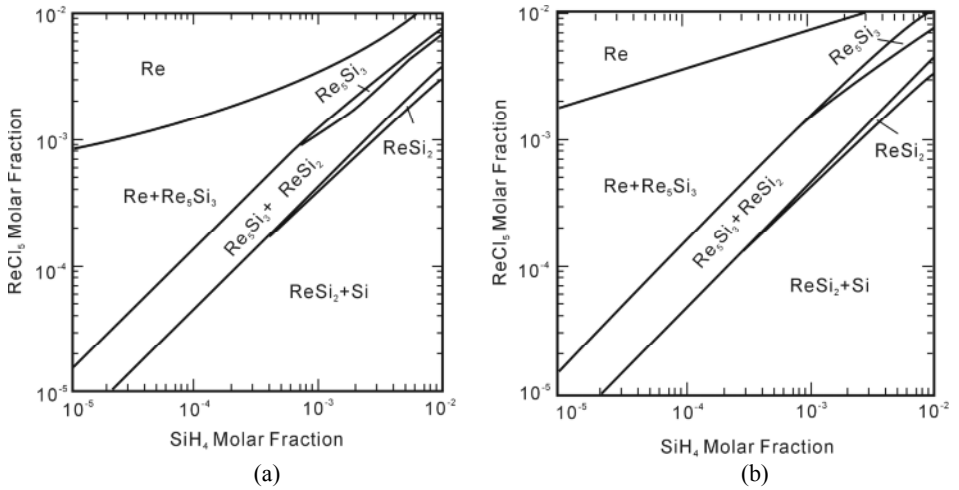 10⁻²
Re
Re₅Si₃
10⁻³
ReSi₂
Re+Re₅Si₃
Re₅Si₃+ ReSi₂
10⁻⁴
ReSi₂+Si
10⁻⁵
10⁻⁵ 10⁻⁴ 10⁻³ 10⁻²
ReCl₅ Molar Fraction
SiH₄ Molar Fraction
(a)
10⁻²
Re
Re₅Si₃
10⁻³
ReSi₂
Re+Re₅Si₃
Re₅Si₃+ReSi₂
10⁻⁴
ReSi₂+Si
10⁻⁵
10⁻⁵ 10⁻⁴ 10⁻³ 10⁻²
ReCl₅ Molar Fraction
SiH₄ Molar Fraction
(b)